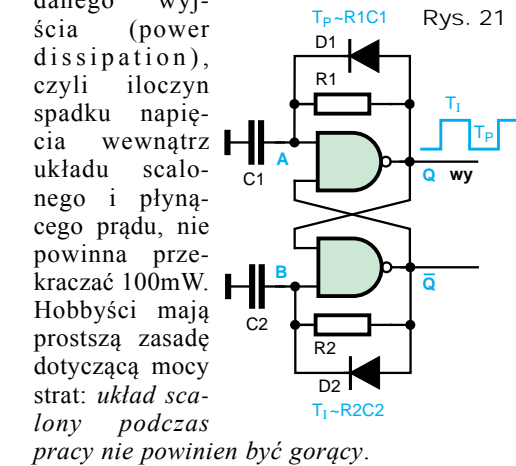 danego wyj-
ścia (power
dissipation),
czyli iloczyn
spadku napię-
cia wewnątrz
układu scalo-
nego i płyną-
cego prądu, nie
powinna prze-
kraczać 100mW.
Hobbyści mają
prostszą zasadę
dotyczącą mocy
strat: układ sca-
lony podczas
pracy nie powinien być gorący.
TP~R1C1
Rys. 21
D1
R1
TI
TP
A
C1
Q wy
B
Q̅
C2
R2
D2
TI~R2C2